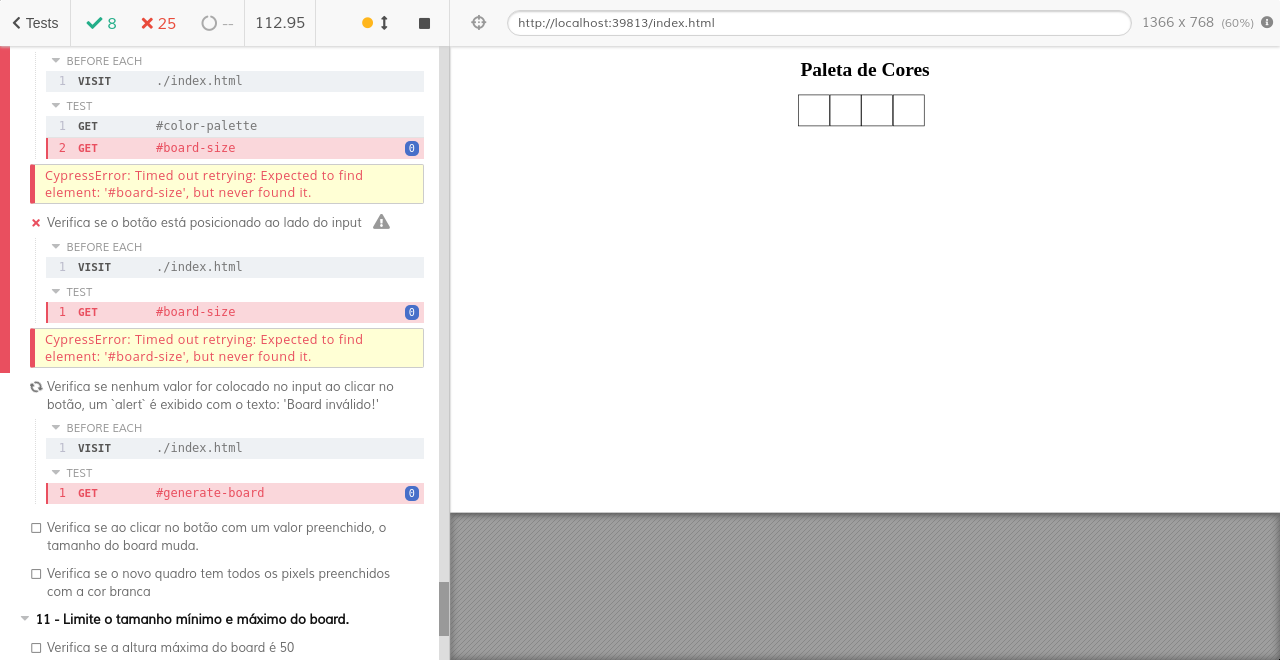 Tests 8 25 -- 112.95 http://localhost:39813/index.html 1366 x 768 (60%)
BEFORE EACH
1 VISIT ./index.html
TEST
1 GET #color-palette
2 GET #board-size 0
CypressError: Timed out retrying: Expected to find
element: '#board-size', but never found it.
Verifica se o botão está posicionado ao lado do input
BEFORE EACH
1 VISIT ./index.html
TEST
1 GET #board-size 0
CypressError: Timed out retrying: Expected to find
element: '#board-size', but never found it.
Verifica se nenhum valor for colocado no input ao clicar no
botão, um `alert` é exibido com o texto: 'Board inválido!'
BEFORE EACH
1 VISIT ./index.html
TEST
1 GET #generate-board 0
Verifica se ao clicar no botão com um valor preenchido, o
tamanho do board muda.
Verifica se o novo quadro tem todos os pixels preenchidos
com a cor branca
11 - Limite o tamanho mínimo e máximo do board.
Verifica se a altura máxima do board é 50
Paleta de Cores